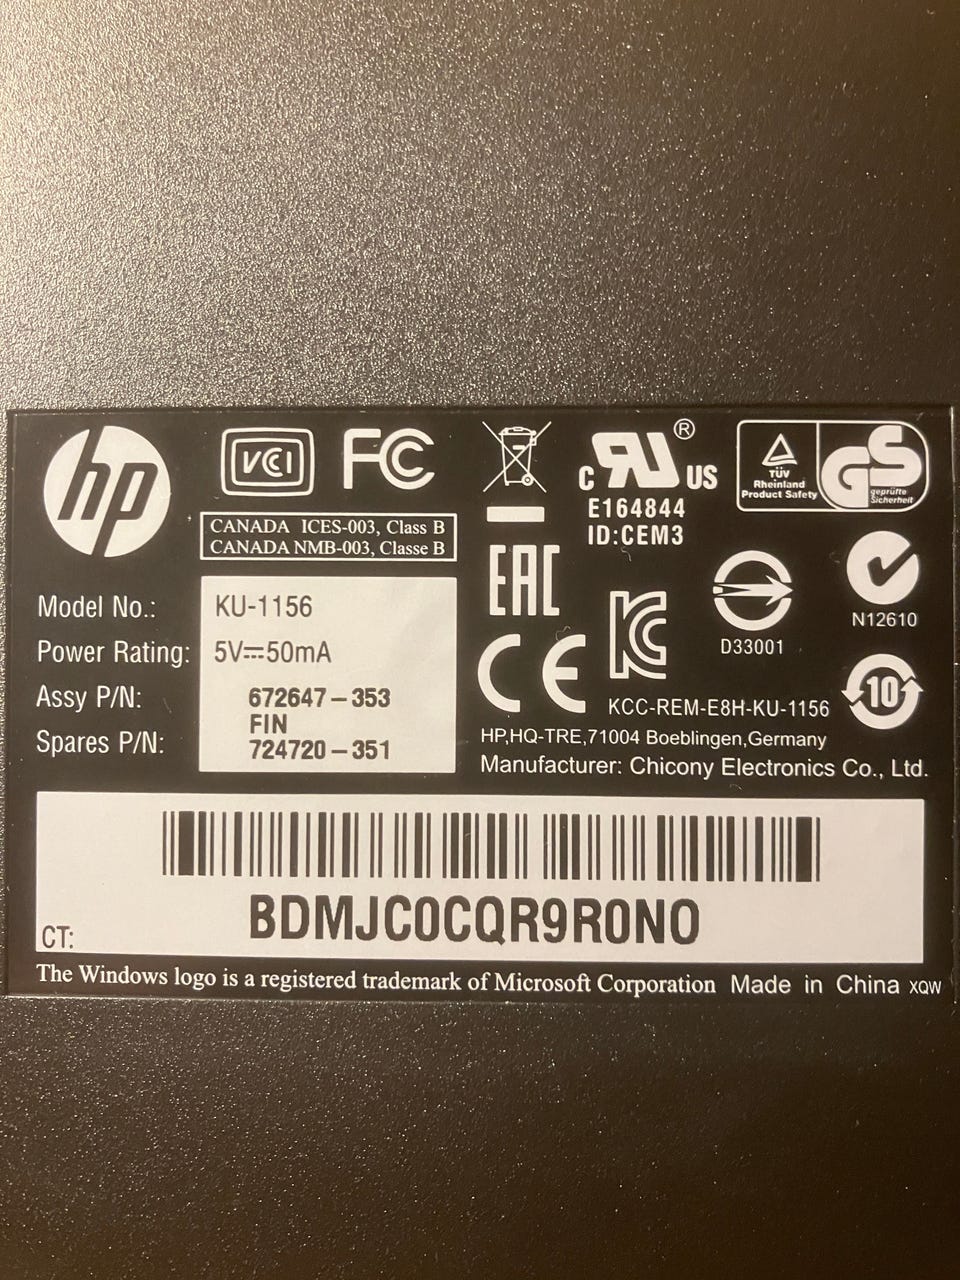 hp
VCI
FC
CANADA ICES-003, Class B
CANADA NMB-003, Classe B
Model No.: KU-1156
Power Rating: 5V⎓50mA
Assy P/N: 672647-353
FIN
Spares P/N: 724720-351
C RU US ®
E164844
ID:CEM3
TÜV
Rheinland
Product Safety
GS
geprüfte
Sicherheit
EAC
CE
KC
D33001
N12610
10
KCC-REM-E8H-KU-1156
HP,HQ-TRE,71004 Boeblingen,Germany
Manufacturer: Chicony Electronics Co., Ltd.
CT:
BDMJC0CQR9R0NO
The Windows logo is a registered trademark of Microsoft Corporation Made in China XQW